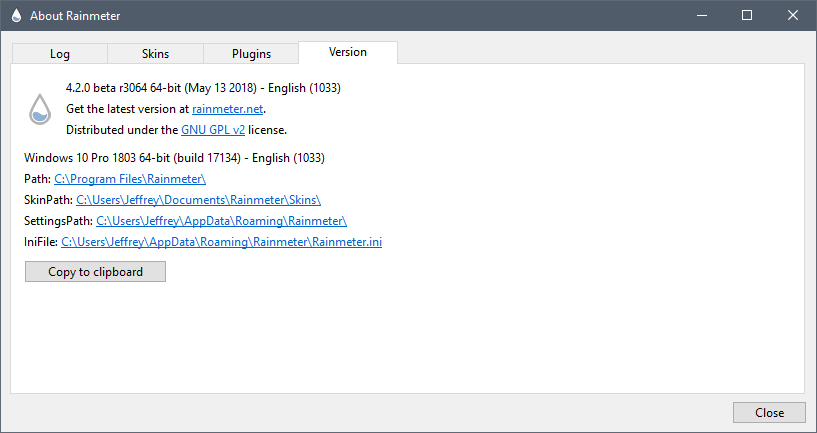 About Rainmeter
Log Skins Plugins Version
4.2.0 beta r3064 64-bit (May 13 2018) - English (1033)
Get the latest version at rainmeter.net.
Distributed under the GNU GPL v2 license.
Windows 10 Pro 1803 64-bit (build 17134) - English (1033)
Path: C:\Program Files\Rainmeter\
SkinPath: C:\Users\Jeffrey\Documents\Rainmeter\Skins\
SettingsPath: C:\Users\Jeffrey\AppData\Roaming\Rainmeter\
IniFile: C:\Users\Jeffrey\AppData\Roaming\Rainmeter\Rainmeter.ini
Copy to clipboard
Close